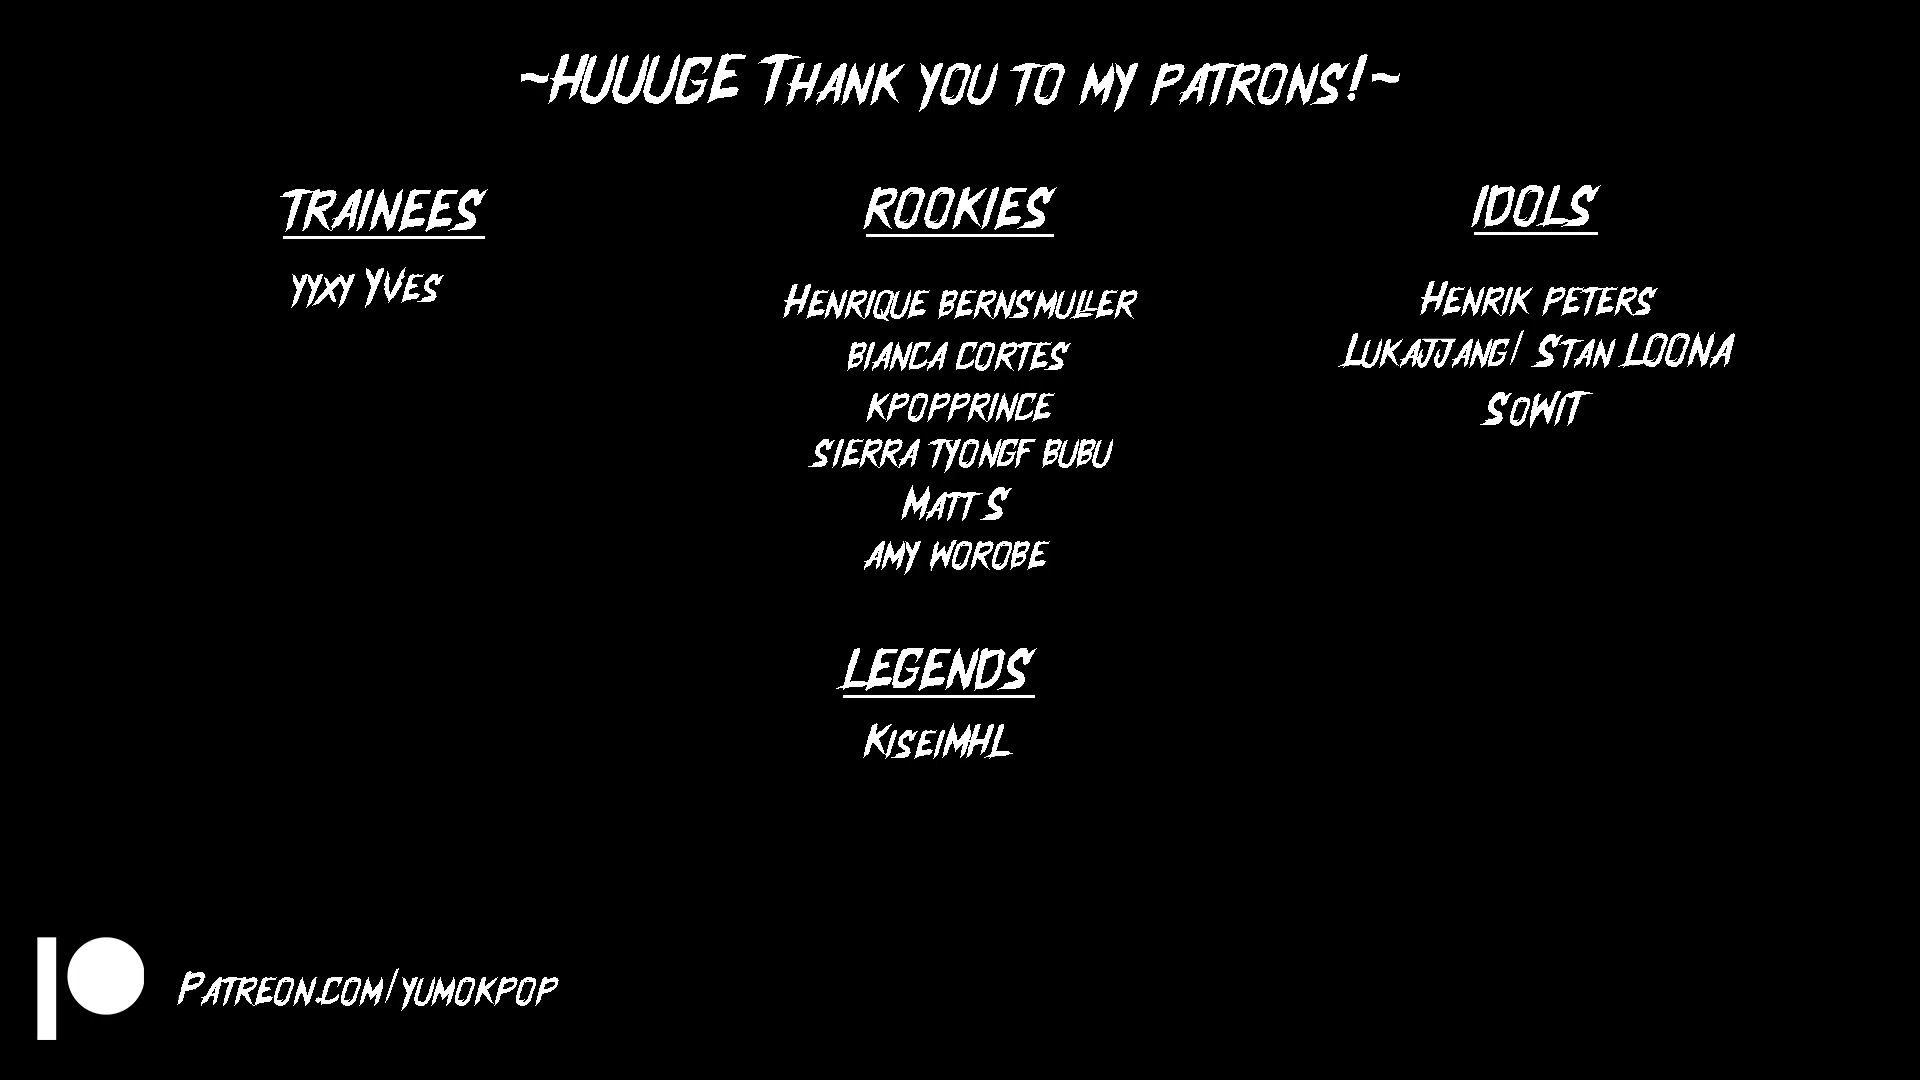 ~HUUUGE Thank you to my patrons!~
TRAINEES
yyxy YVes
ROOKIES
Henrique bernsmuller
bianca cortes
kpopprince
sierra tyongf bubu
Matt S
amy worobe
IDOLS
Henrik peters
Lukajjang/ Stan LOONA
SoWiT
LEGENDS
KiseiMHL
Patreon.com/yumokpop